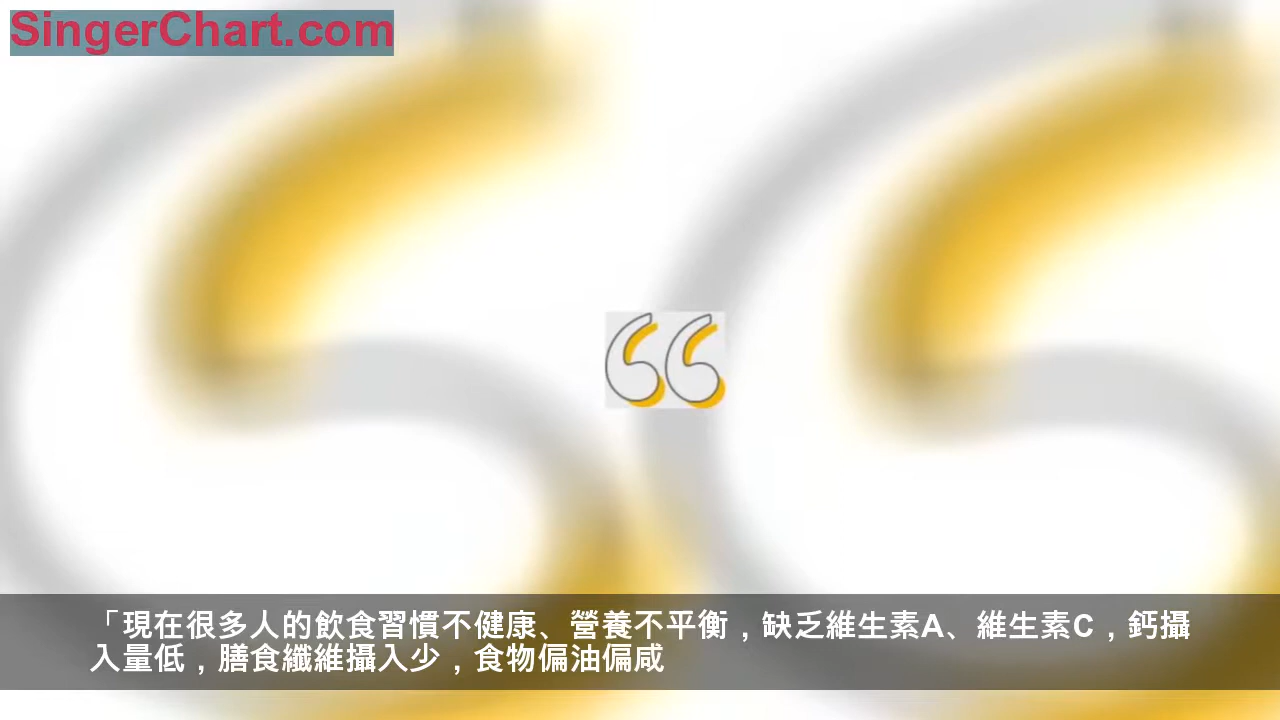 SingerChart.com
「現在很多人的飲食習慣不健康、營養不平衡，缺乏維生素A、維生素C，鈣攝
入量低，膳食纖維攝入少，食物偏油偏咸